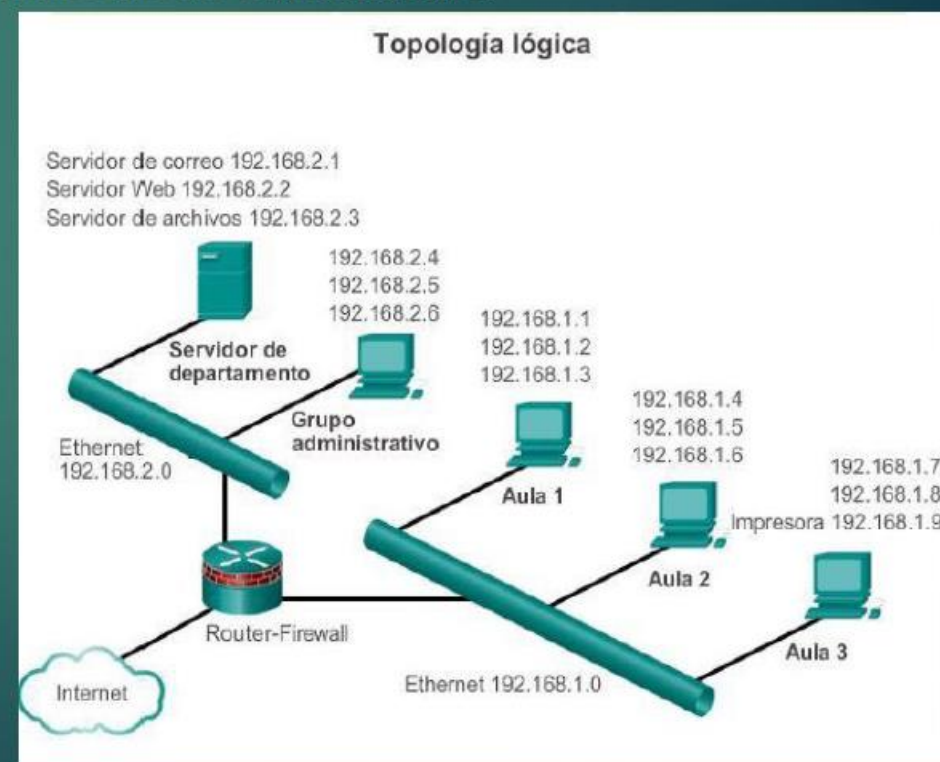 Topología lógica
Servidor de correo 192.168.2.1
Servidor Web 192.168.2.2
Servidor de archivos 192.168.2.3
192.168.2.4
192.168.2.5
192.168.2.6
192.168.1.1
192.168.1.2
192.168.1.3
Servidor de
departamento
192.168.1.4
192.168.1.5
192.168.1.6
Grupo
administrativo
Ethernet
192.168.2.0
192.168.1.7
192.168.1.8
Impresora 192.168.1.9
Aula 1
Aula 2
Router-Firewall
Aula 3
Ethernet 192.168.1.0
Internet